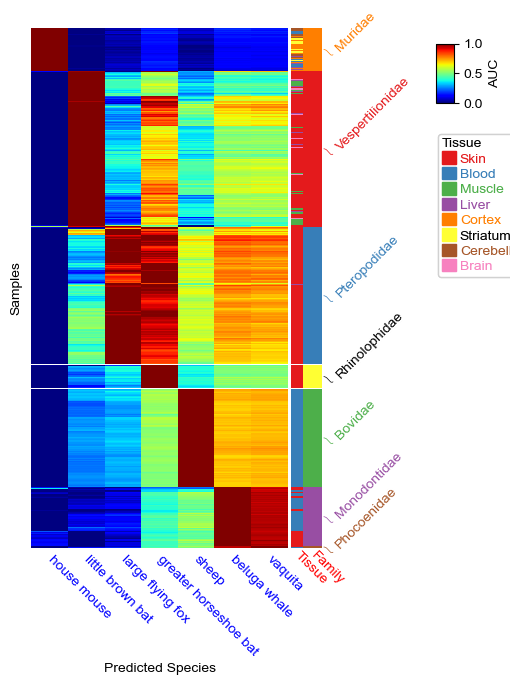 Muridae
Vespertilionidae
Pteropodidae
Rhinolophidae
Bovidae
Monodontidae
Phocoenidae
1.0
0.5
0.0
AUC
Tissue
Skin
Blood
Muscle
Liver
Cortex
Striatum
Cerebell
Brain
Samples
house mouse
little brown bat
large flying fox
greater horseshoe bat
sheep
beluga whale
vaquita
Tissue
Family
Predicted Species